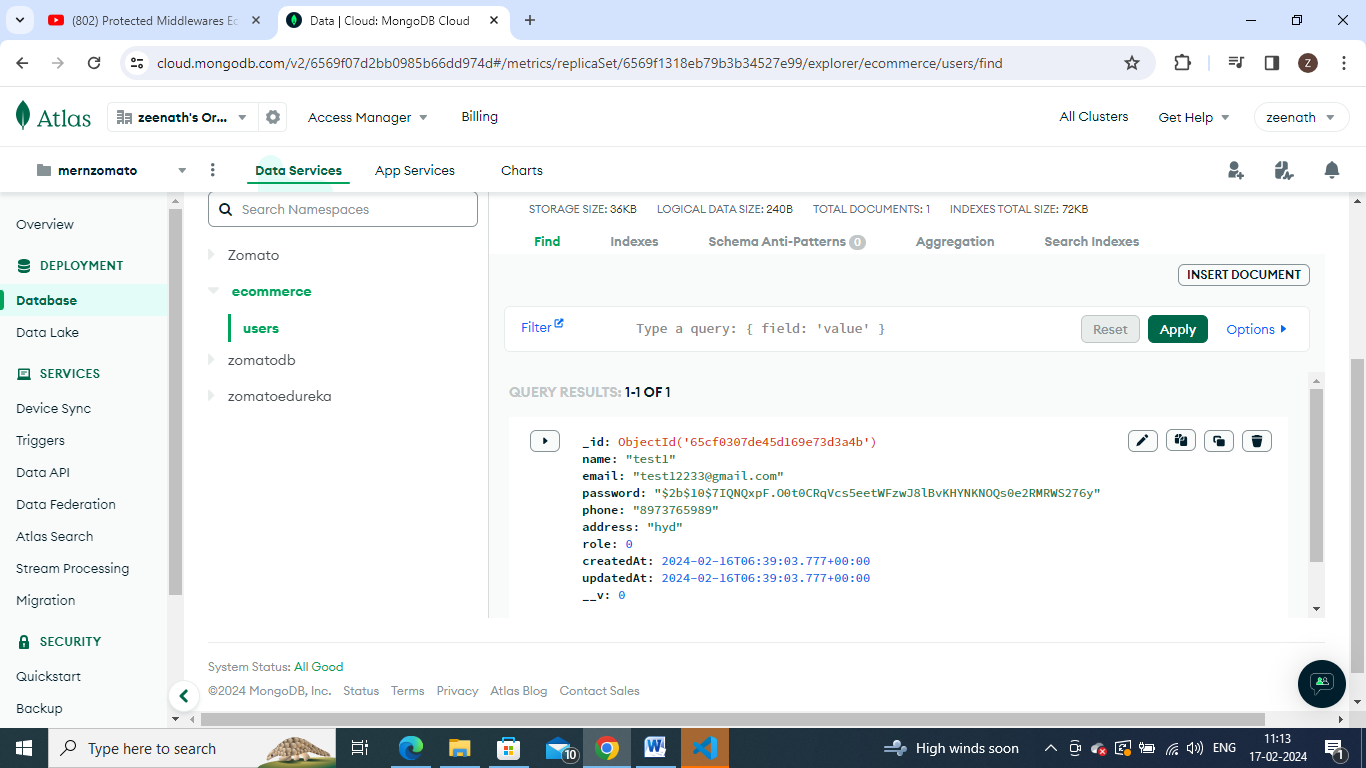 (802) Protected Middlewares Ec
Data | Cloud: MongoDB Cloud
cloud.mongodb.com/v2/6569f07d2bb0985b66dd974d#/metrics/replicaSet/6569f1318eb79b3b34527e99/explorer/ecommerce/users/find
Z
Atlas
zeenath's Or...
Access Manager
Billing
All Clusters
Get Help
zeenath
mernzomato
Data Services
App Services
Charts
Overview
DEPLOYMENT
Database
Data Lake
SERVICES
Device Sync
Triggers
Data API
Data Federation
Atlas Search
Stream Processing
Migration
SECURITY
Quickstart
Backup
Search Namespaces
Zomato
ecommerce
users
zomatodb
zomatoedureka
STORAGE SIZE: 36KB LOGICAL DATA SIZE: 240B TOTAL DOCUMENTS: 1 INDEXES TOTAL SIZE: 72KB
Find Indexes Schema Anti-Patterns 0 Aggregation Search Indexes
INSERT DOCUMENT
Filter Type a query: { field: 'value' } Reset Apply Options
QUERY RESULTS: 1-1 OF 1
_id: ObjectId('65cf0307de45d169e73d3a4b')
name: "test1"
email: "test12233@gmail.com"
password: "$2b$10$7IQNQxpF.O0t0CRqVcs5eetWFzwJ8lBvKHYNKNOQs0e2RMRWS276y"
phone: "8973765989"
address: "hyd"
role: 0
createdAt: 2024-02-16T06:39:03.777+00:00
updatedAt: 2024-02-16T06:39:03.777+00:00
__v: 0
System Status: All Good
©2024 MongoDB, Inc. Status Terms Privacy Atlas Blog Contact Sales
Type here to search
10
High winds soon
ENG
11:13
17-02-2024
1